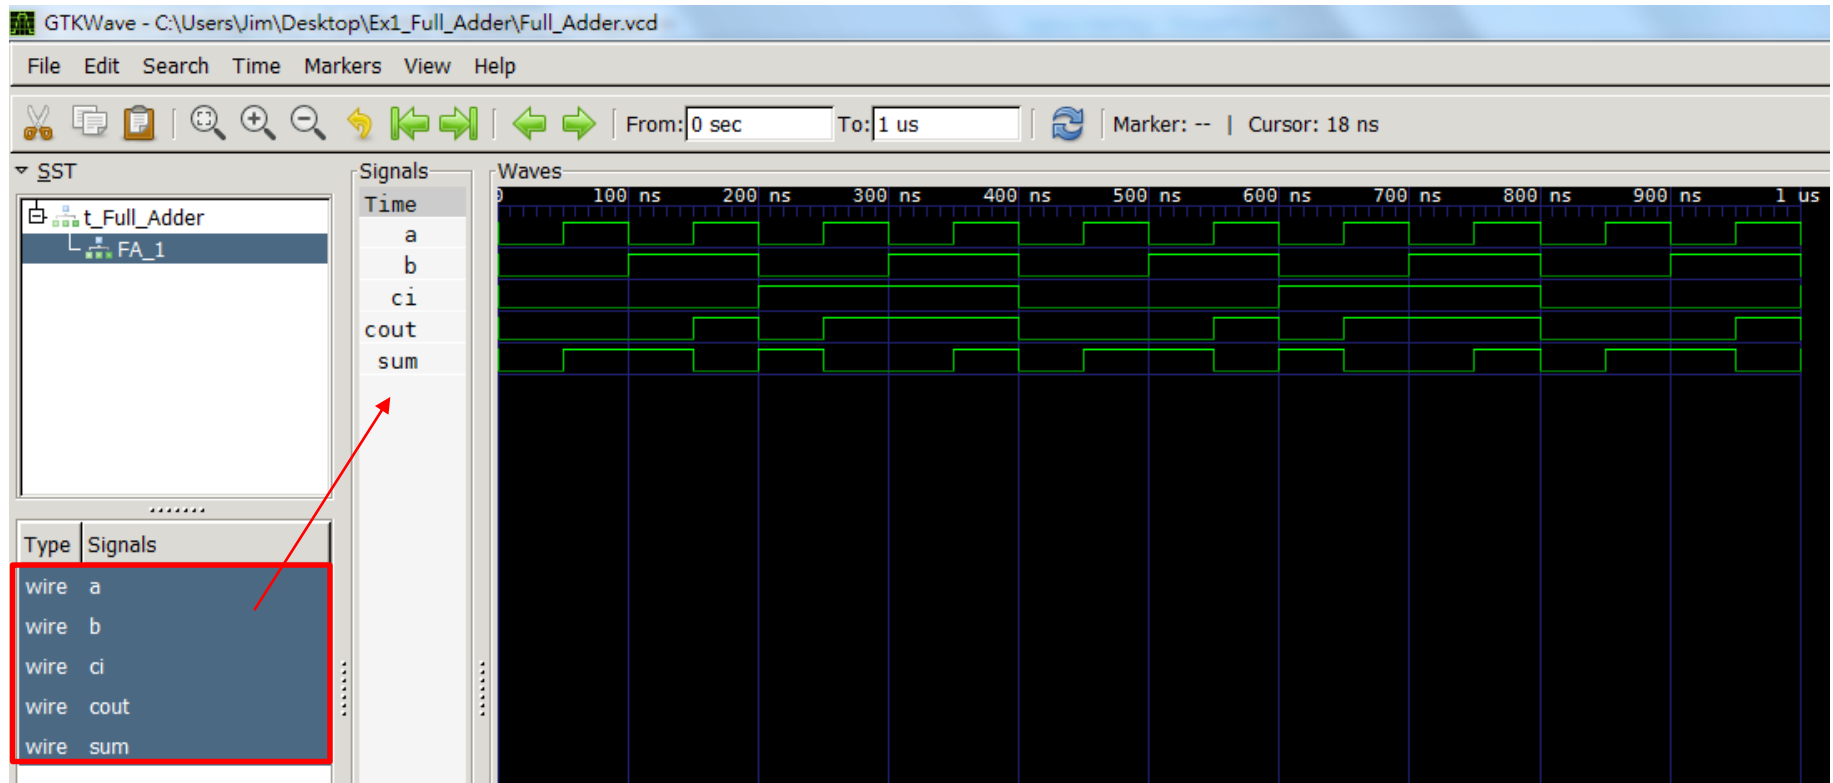 GTKWave - C:\Users\Jim\Desktop\Ex1_Full_Adder\Full_Adder.vcd
File Edit Search Time Markers View Help
From: 0 sec To: 1 us Marker: -- | Cursor: 18 ns
SST
t_Full_Adder
FA_1
Type Signals
wire a
wire b
wire ci
wire cout
wire sum
Signals
Time
a
b
ci
cout
sum
Waves
0 100 ns 200 ns 300 ns 400 ns 500 ns 600 ns 700 ns 800 ns 900 ns 1 us